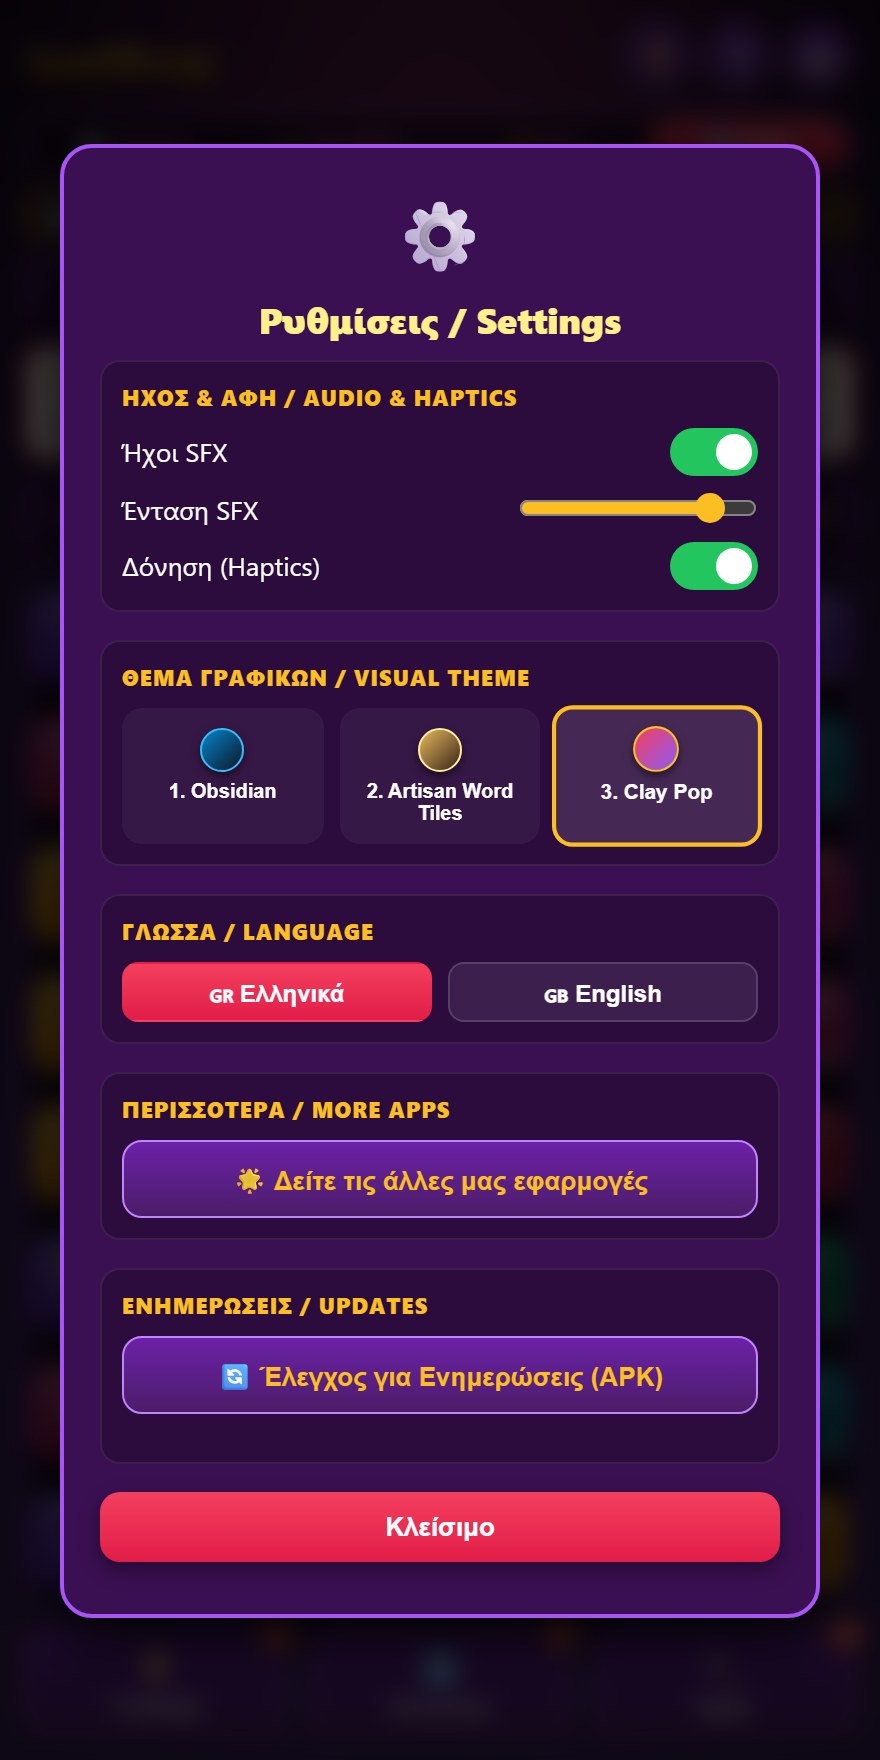 Ρυθμίσεις / Settings
ΗΧΟΣ & ΑΦΗ / AUDIO & HAPTICS
Ήχοι SFX
Ένταση SFX
Δόνηση (Haptics)
ΘΕΜΑ ΓΡΑΦΙΚΩΝ / VISUAL THEME
1. Obsidian
2. Artisan Word
Tiles
3. Clay Pop
ΓΛΩΣΣΑ / LANGUAGE
GR Ελληνικά
GB English
ΠΕΡΙΣΣΟΤΕΡΑ / MORE APPS
🌟 Δείτε τις άλλες μας εφαρμογές
ΕΝΗΜΕΡΩΣΕΙΣ / UPDATES
🔄 Έλεγχος για Ενημερώσεις (APK)
Κλείσιμο